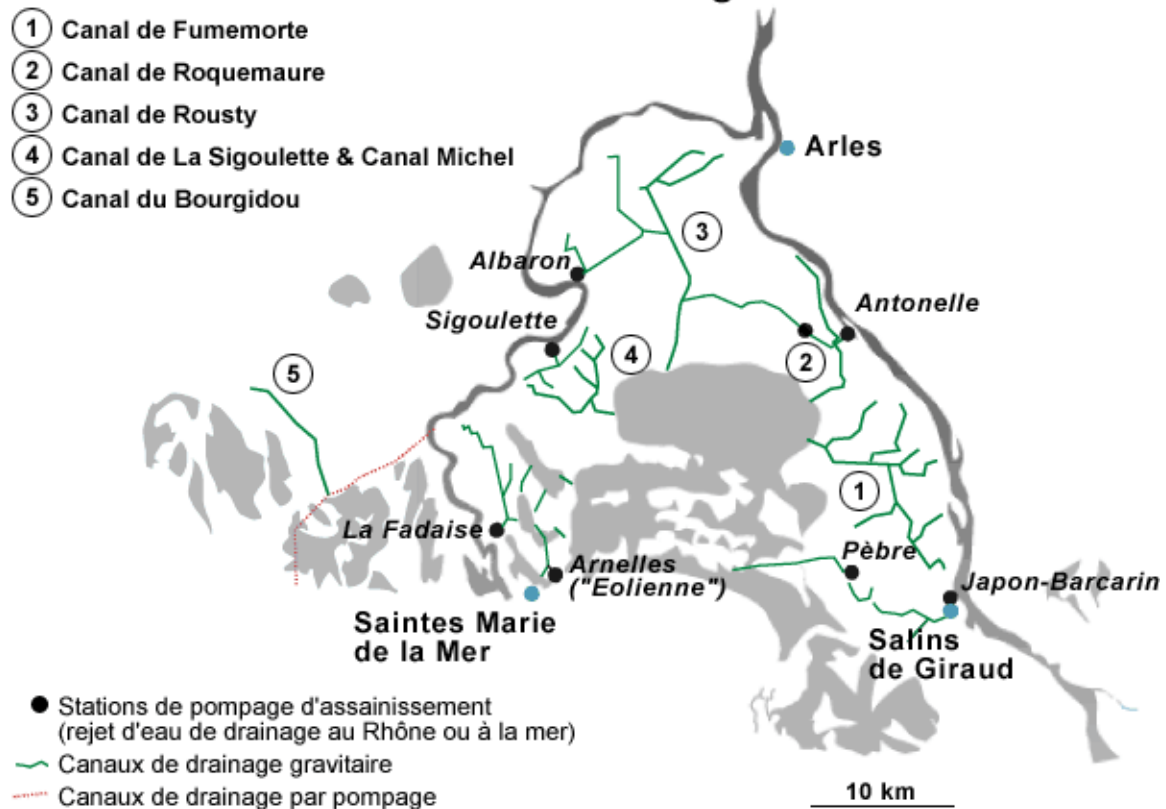 1 Canal de Fumemorte
2 Canal de Roquemaure
3 Canal de Rousty
4 Canal de La Sigoulette & Canal Michel
5 Canal du Bourgidou
Arles
3
Albaron
Antonelle
Sigoulette
4
2
5
1
La Fadaise
Pèbre
Arnelles
("Eolienne")
Japon-Barcarin
Saintes Marie
de la Mer
Salins
de Giraud
Stations de pompage d'assainissement
(rejet d'eau de drainage au Rhône ou à la mer)
Canaux de drainage gravitaire
Canaux de drainage par pompage
10 km